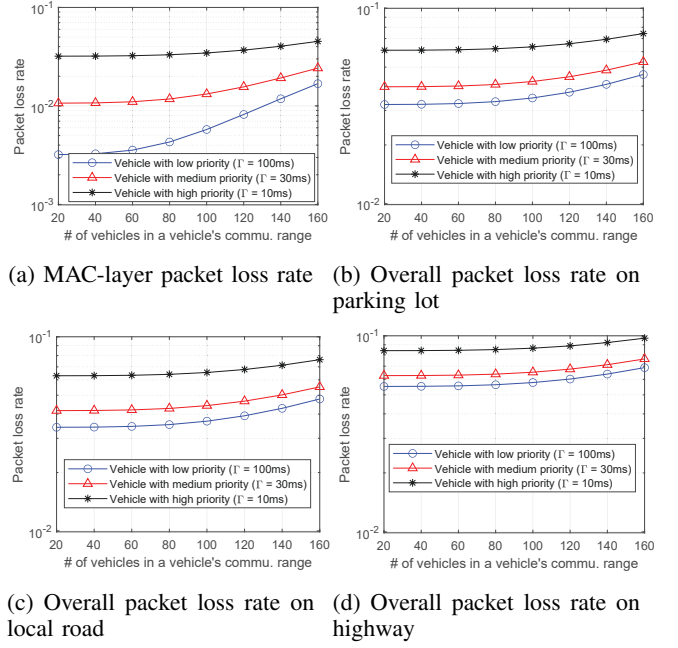 10^-1
10^-2
10^-3
Packet loss rate
Vehicle with low priority (Γ = 100ms)
Vehicle with medium priority (Γ = 30ms)
Vehicle with high priority (Γ = 10ms)
20 40 60 80 100 120 140 160
# of vehicles in a vehicle's commu. range
(a) MAC-layer packet loss rate
10^-1
10^-2
Packet loss rate
Vehicle with low priority (Γ = 100ms)
Vehicle with medium priority (Γ = 30ms)
Vehicle with high priority (Γ = 10ms)
20 40 60 80 100 120 140 160
# of vehicles in a vehicle's commu. range
(b) Overall packet loss rate on
parking lot
10^-1
10^-2
Packet loss rate
Vehicle with low priority (Γ = 100ms)
Vehicle with medium priority (Γ = 30ms)
Vehicle with high priority (Γ = 10ms)
20 40 60 80 100 120 140 160
# of vehicles in a vehicle's commu. range
(c) Overall packet loss rate on
local road
10^-1
10^-2
Packet loss rate
Vehicle with low priority (Γ = 100ms)
Vehicle with medium priority (Γ = 30ms)
Vehicle with high priority (Γ = 10ms)
20 40 60 80 100 120 140 160
# of vehicles in a vehicle's commu. range
(d) Overall packet loss rate on
highway